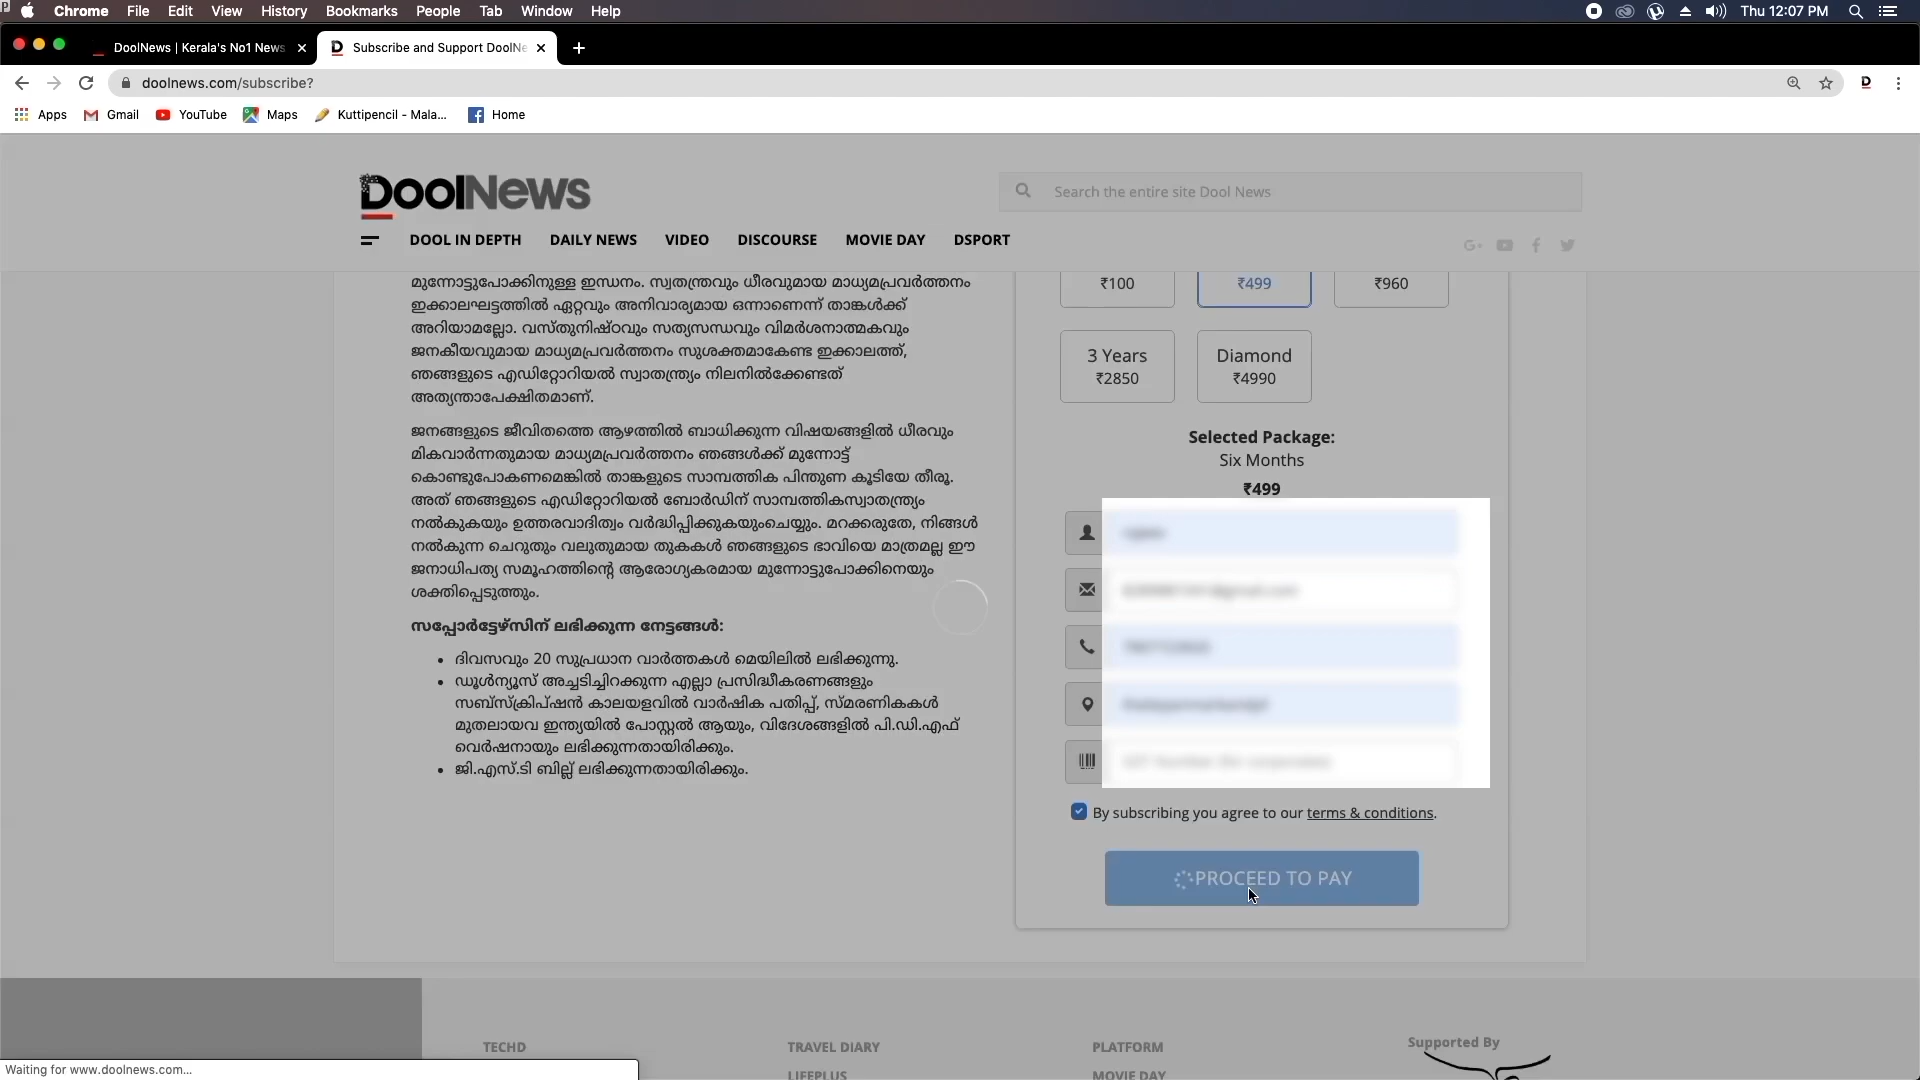 Chrome File Edit View History Bookmarks People Tab Window Help Thu 12:07 PM
DoolNews | Kerala's No1 News Subscribe and Support DoolNe
doolnews.com/subscribe?
Apps Gmail YouTube Maps Kuttipencil - Mala... Home
DoolNews
Search the entire site Dool News
DOOL IN DEPTH DAILY NEWS VIDEO DISCOURSE MOVIE DAY DSPORT
മുന്നോട്ടുപോക്കിനുള്ള ഇന്ധനം. സ്വതന്ത്രവും ധീരവുമായ മാധ്യമപ്രവർത്തനം
ഇക്കാലഘട്ടത്തിൽ ഏറ്റവും അനിവാര്യമായ ഒന്നാണെന്ന് താങ്കൾക്ക്
അറിയാമല്ലോ. വസ്തുനിഷ്ഠവും സത്യസന്ധവും വിമർശനാത്മകവും
ജനകീയവുമായ മാധ്യമപ്രവർത്തനം സുശക്തമാകേണ്ട ഇക്കാലത്ത്,
ഞങ്ങളുടെ എഡിറ്റോറിയൽ സ്വാതന്ത്ര്യം നിലനിൽക്കേണ്ടത്
അത്യന്താപേക്ഷിതമാണ്.
ജനങ്ങളുടെ ജീവിതത്തെ ആഴത്തിൽ ബാധിക്കുന്ന വിഷയങ്ങളിൽ ധീരവും
മികവാർന്നതുമായ മാധ്യമപ്രവർത്തനം ഞങ്ങൾക്ക് മുന്നോട്ട്
കൊണ്ടുപോകണമെങ്കിൽ താങ്കളുടെ സാമ്പത്തിക പിന്തുണ കൂടിയേ തീരൂ.
അത് ഞങ്ങളുടെ എഡിറ്റോറിയൽ ബോർഡിന് സാമ്പത്തികസ്വാതന്ത്ര്യം
നൽകുകയും ഉത്തരവാദിത്വം വർദ്ധിപ്പിക്കുകയുംചെയ്യും. മറക്കരുതേ, നിങ്ങൾ
നൽകുന്ന ചെറുതും വലുതുമായ തുകകൾ ഞങ്ങളുടെ ഭാവിയെ മാത്രമല്ല ഈ
ജനാധിപത്യ സമൂഹത്തിന്റെ ആരോഗ്യകരമായ മുന്നോട്ടുപോക്കിനെയും
ശക്തിപ്പെടുത്തും.
സപ്പോർട്ടേഴ്സിന് ലഭിക്കുന്ന നേട്ടങ്ങൾ:
• ദിവസവും 20 സുപ്രധാന വാർത്തകൾ മെയിലിൽ ലഭിക്കുന്നു.
• ഡൂൾന്യൂസ് അച്ചടിച്ചിറക്കുന്ന എല്ലാ പ്രസിദ്ധീകരണങ്ങളും
സബ്സ്ക്രിപ്ഷൻ കാലയളവിൽ വാർഷിക പതിപ്പ്, സ്മരണികകൾ
മുതലായവ ഇന്ത്യയിൽ പോസ്റ്റൽ ആയും, വിദേശങ്ങളിൽ പി.ഡി.എഫ്
വെർഷനായും ലഭിക്കുന്നതായിരിക്കും.
• ജി.എസ്.ടി ബില്ല് ലഭിക്കുന്നതായിരിക്കും.
₹100 ₹499 ₹960
3 Years Diamond
₹2850 ₹4990
Selected Package:
Six Months
₹499
By subscribing you agree to our terms & conditions.
PROCEED TO PAY
TECHD TRAVEL DIARY PLATFORM Supported By
LIFEPLUS MOVIE DAY
Waiting for www.doolnews.com...